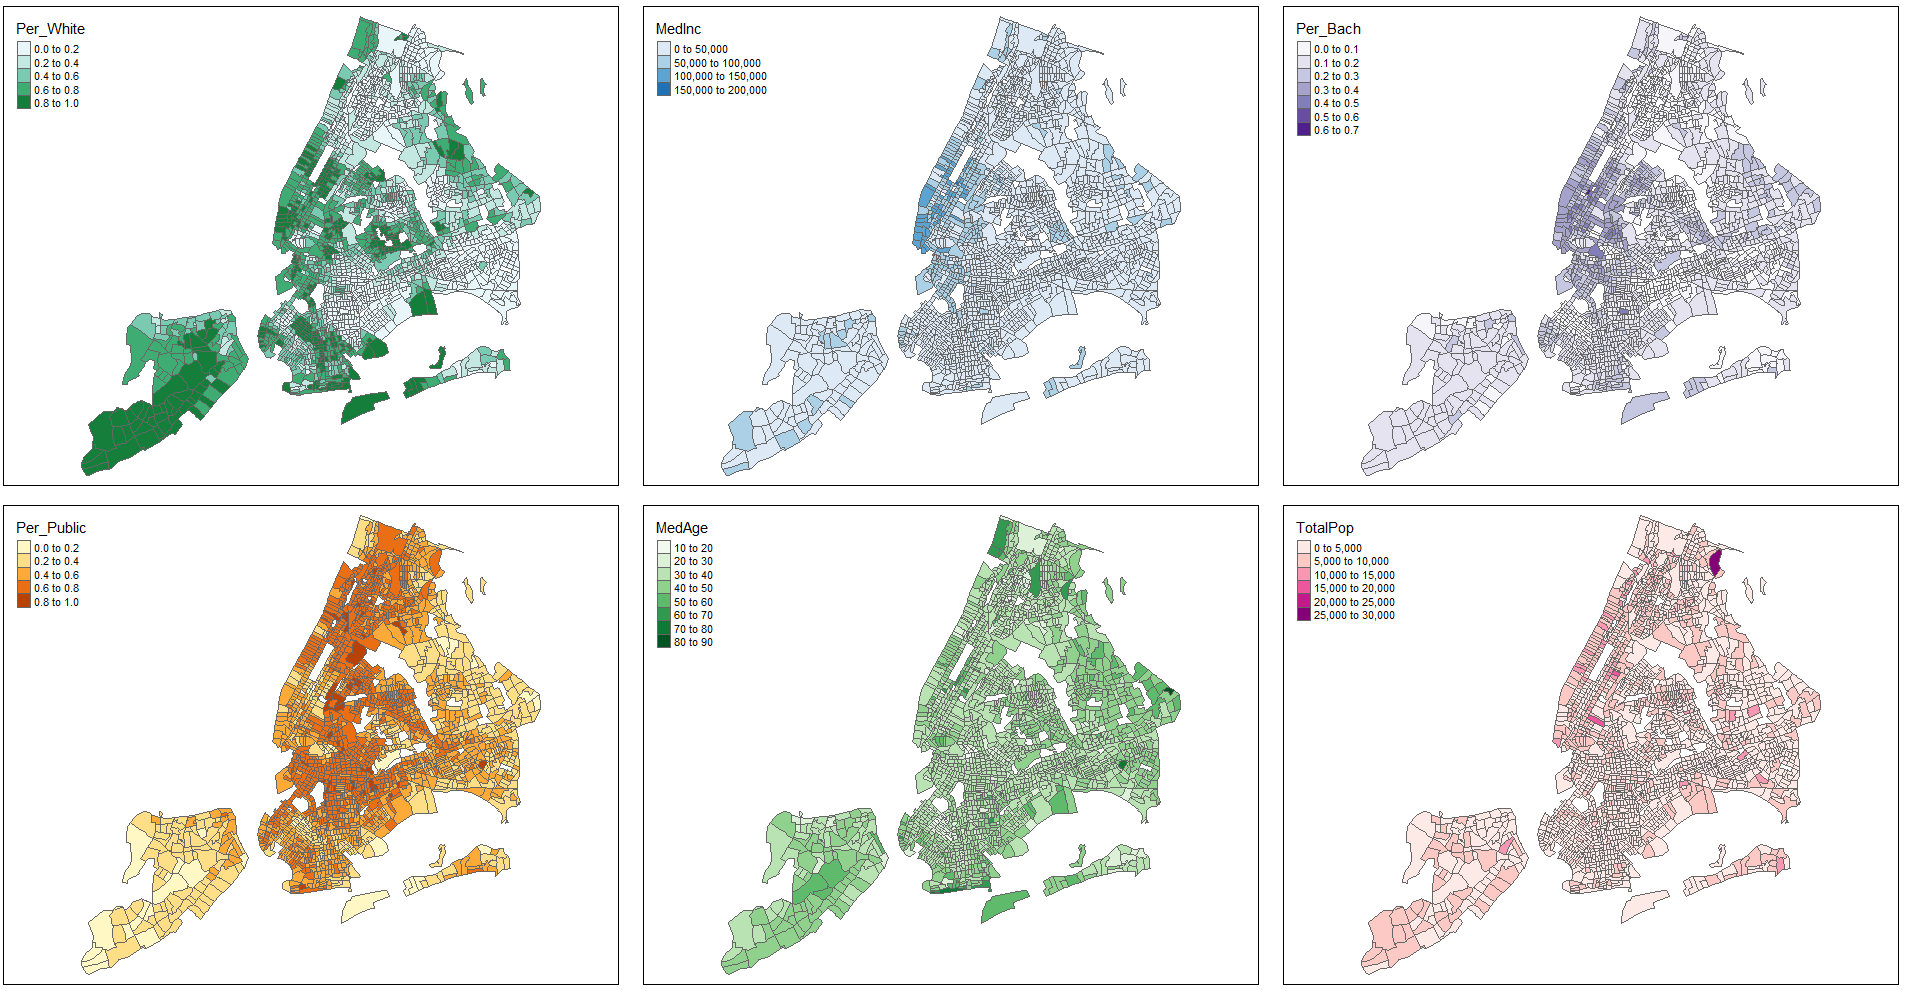 Per_White
0.0 to 0.2
0.2 to 0.4
0.4 to 0.6
0.6 to 0.8
0.8 to 1.0
MedInc
0 to 50,000
50,000 to 100,000
100,000 to 150,000
150,000 to 200,000
Per_Bach
0.0 to 0.1
0.1 to 0.2
0.2 to 0.3
0.3 to 0.4
0.4 to 0.5
0.5 to 0.6
0.6 to 0.7
Per_Public
0.0 to 0.2
0.2 to 0.4
0.4 to 0.6
0.6 to 0.8
0.8 to 1.0
MedAge
10 to 20
20 to 30
30 to 40
40 to 50
50 to 60
60 to 70
70 to 80
80 to 90
TotalPop
0 to 5,000
5,000 to 10,000
10,000 to 15,000
15,000 to 20,000
20,000 to 25,000
25,000 to 30,000